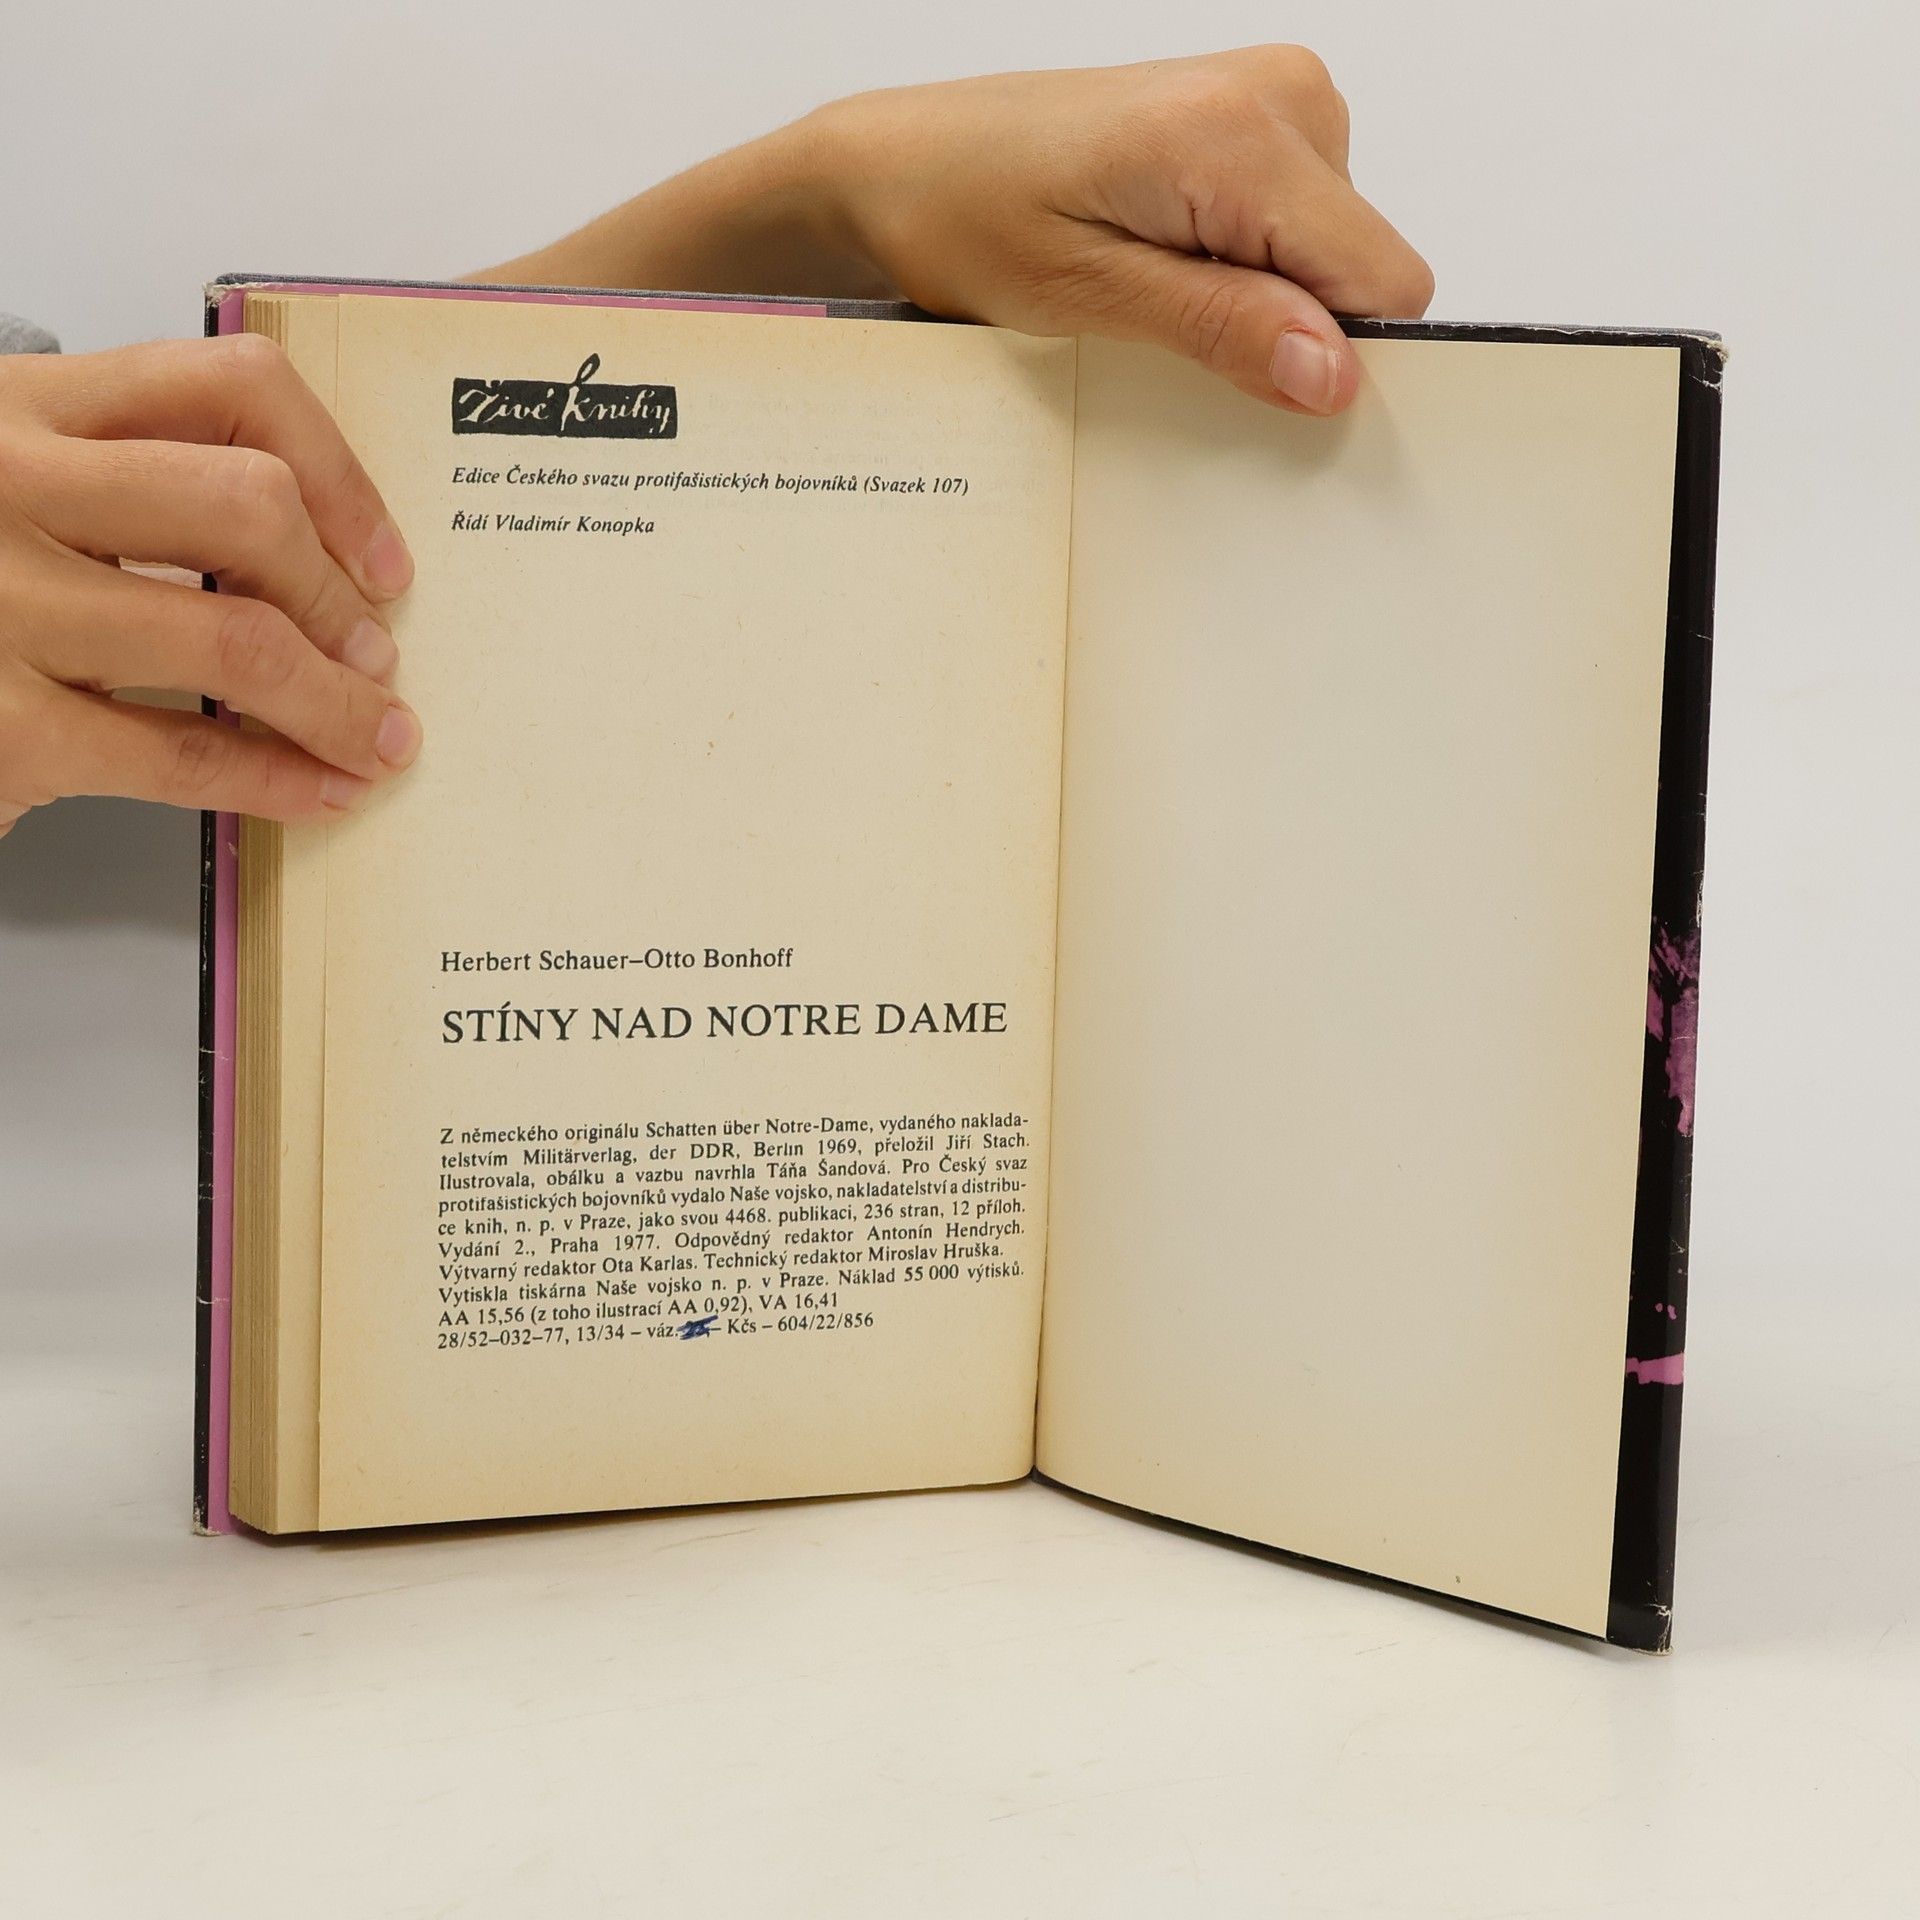 Živé knihy
Edice Českého svazu protifašistických bojovníků (Svazek 107)
Řídí Vladimír Konopka
Herbert Schauer–Otto Bonhoff
STÍNY NAD NOTRE DAME
Z německého originálu Schatten über Notre-Dame, vydaného naklada-
telstvím Militärverlag, der DDR, Berlin 1969, přeložil Jiří Stach.
Ilustrovala, obálku a vazbu navrhla Táňa Šandová. Pro Český svaz
protifašistických bojovníků vydalo Naše vojsko, nakladatelství a distribu-
ce knih, n. p. v Praze, jako svou 4468. publikaci, 236 stran, 12 příloh.
Vydání 2., Praha 1977. Odpovědný redaktor Antonín Hendrych.
Výtvarný redaktor Ota Karlas. Technický redaktor Miroslav Hruška.
Vytiskla tiskárna Naše vojsko n. p. v Praze. Náklad 55 000 výtisků.
AA 15,56 (z toho ilustrací AA 0,92), VA 16,41
28/52–032–77, 13/34 – váz. – Kčs – 604/22/856